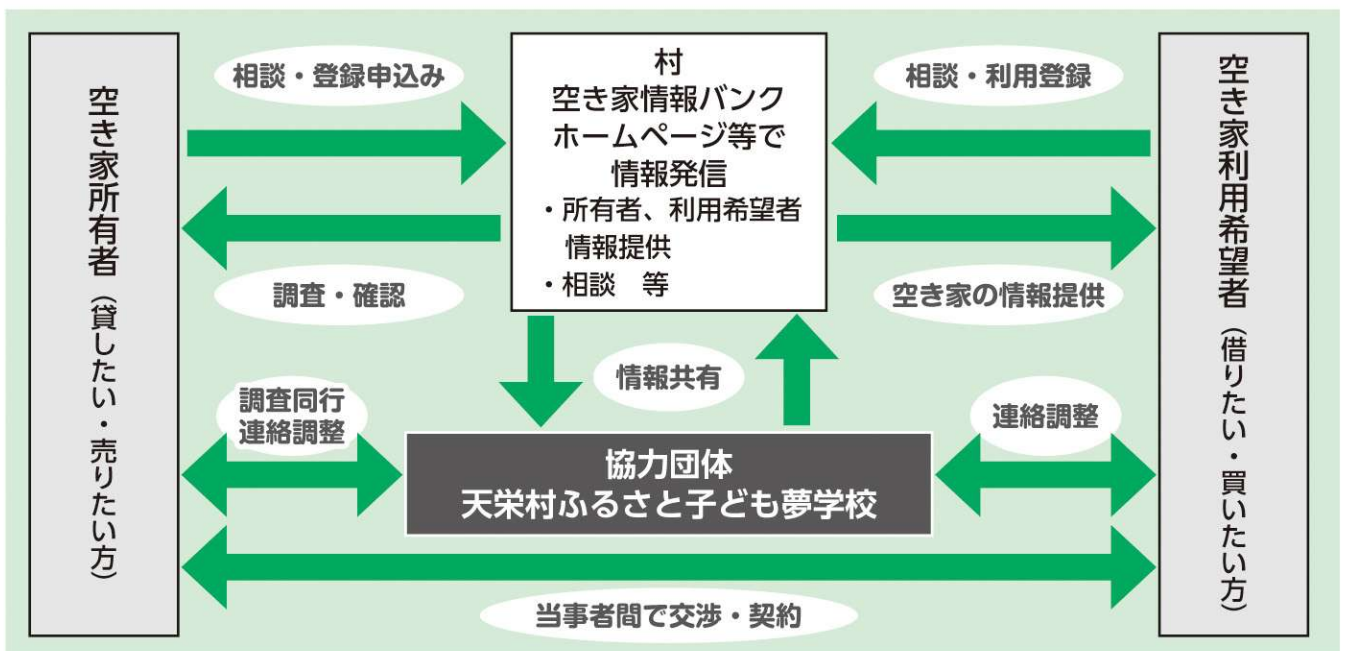 空き家所有者（貸したい・売りたい方）
相談・登録申込み
調査・確認
調査同行
連絡調整
村
空き家情報バンク
ホームページ等で
情報発信
・所有者、利用希望者
情報提供
・相談　等
情報共有
協力団体
天栄村ふるさと子ども夢学校
当事者間で交渉・契約
相談・利用登録
空き家の情報提供
連絡調整
空き家利用希望者（借りたい・買いたい方）